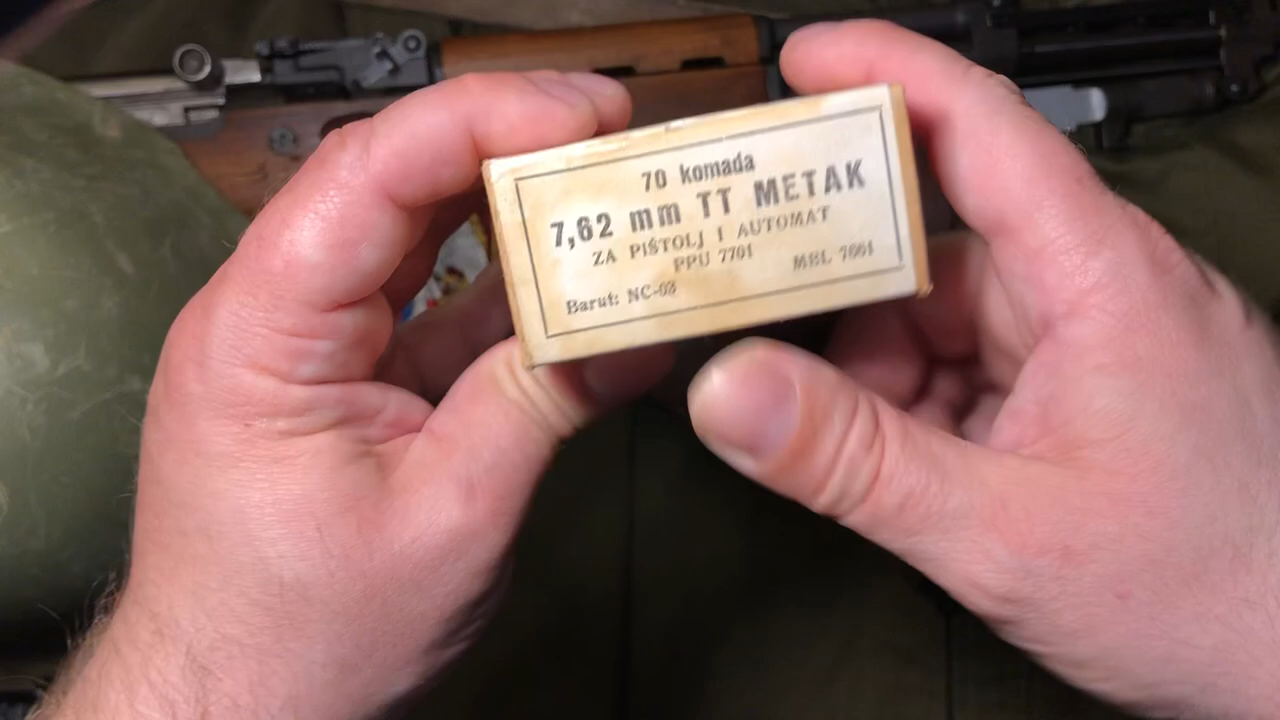 70 komada
7,62 mm TT METAK
ZA PIŠTOLJ I AUTOMAT
PPU 7701
MBL 7661
Barut: NC-03